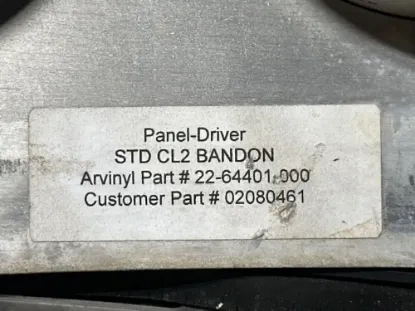 Panel-Driver
STD CL2 BANDON
Arvinyl Part # 22-64401-000
Customer Part # 02080461